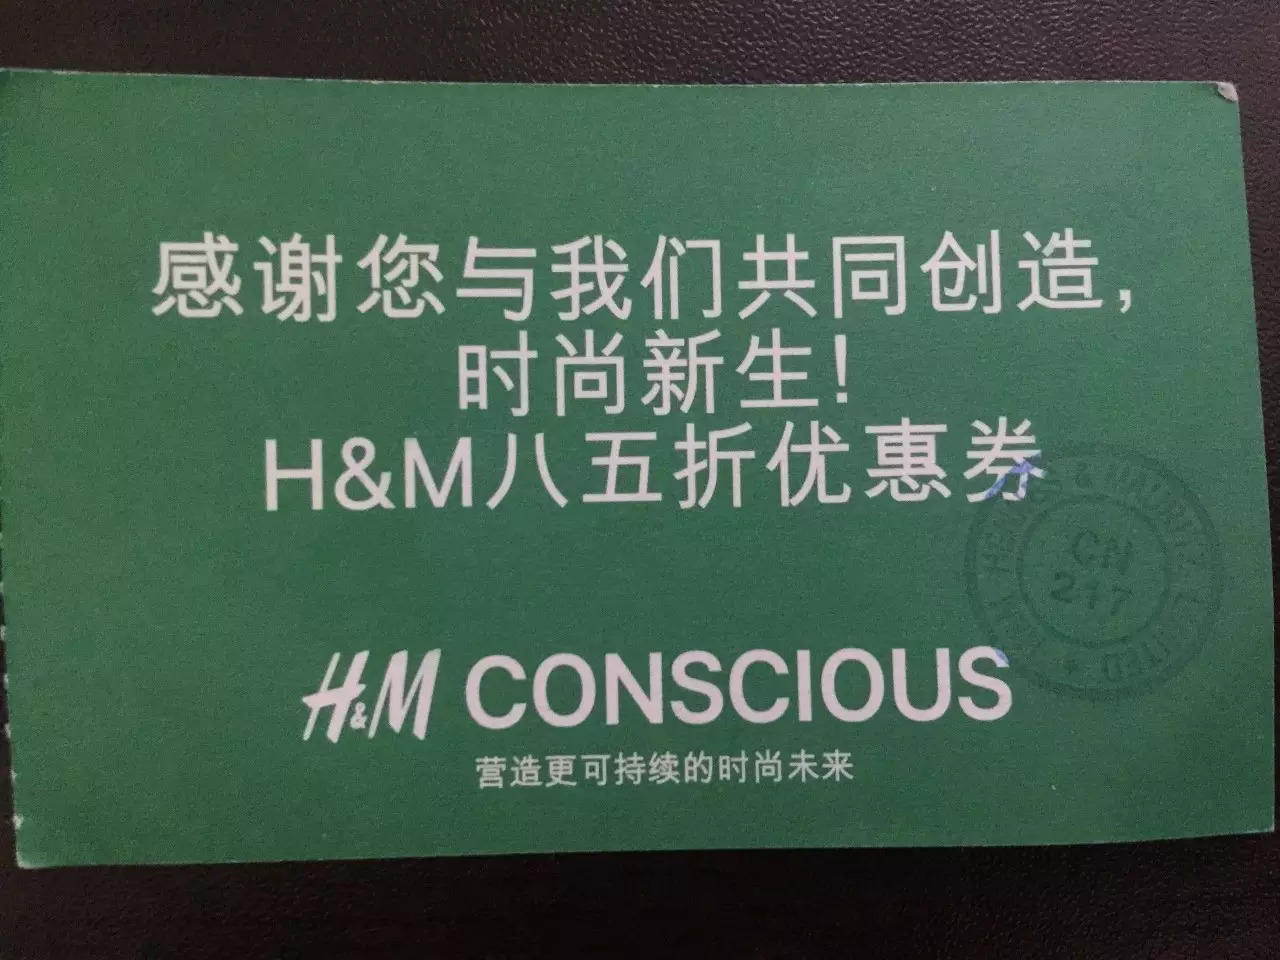 感谢您与我们共同创造,
时尚新生!
H&M八五折优惠券
CN
217
H&M CONSCIOUS
营造更可持续的时尚未来